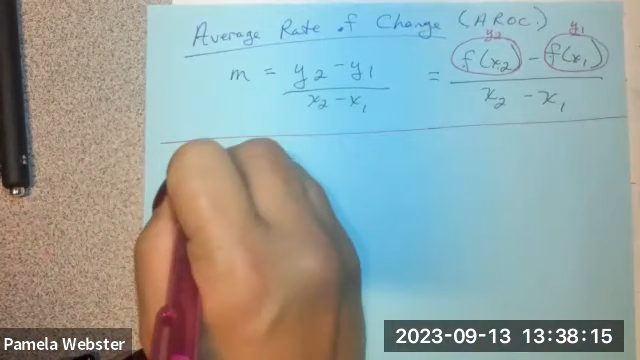 Average Rate of Change (AROC.)
y2 y1
m = y2 - y1 / x2 - x1 = f(x2) - f(x1) / x2 - x1
Pamela Webster
2023-09-13 13:38:15